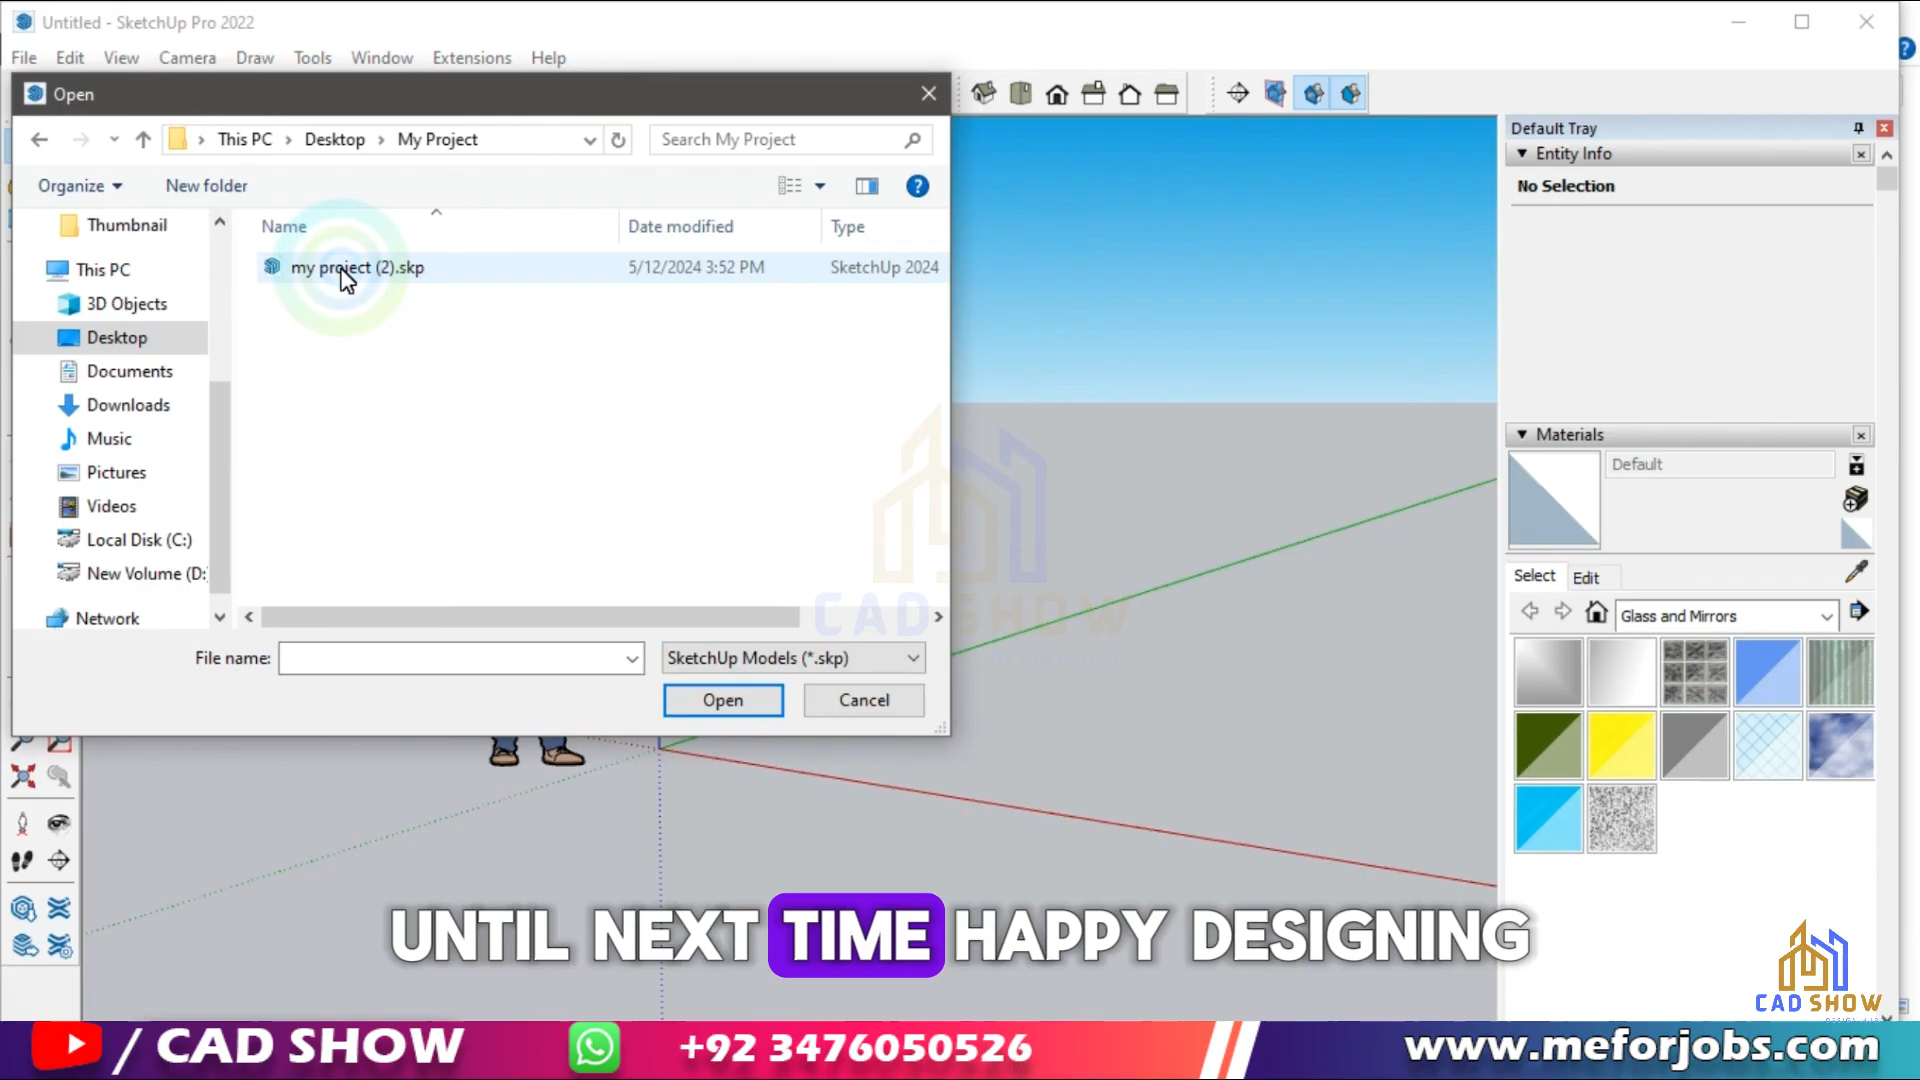 Untitled - SketchUp Pro 2022
File Edit View Camera Draw Tools Window Extensions Help
Open
This PC > Desktop > My Project
Search My Project
Organize New folder
Name Date modified Type
my project (2).skp 5/12/2024 3:52 PM SketchUp 2024
Thumbnail
This PC
3D Objects
Desktop
Documents
Downloads
Music
Pictures
Videos
Local Disk (C:)
New Volume (D:
Network
File name:
SketchUp Models (*.skp)
Open Cancel
Default Tray
Entity Info
No Selection
Materials
Default
Select Edit
Glass and Mirrors
CAD SHOW
UNTIL NEXT TIME HAPPY DESIGNING
CAD SHOW
/ CAD SHOW
+92 3476050526
www.meforjobs.com